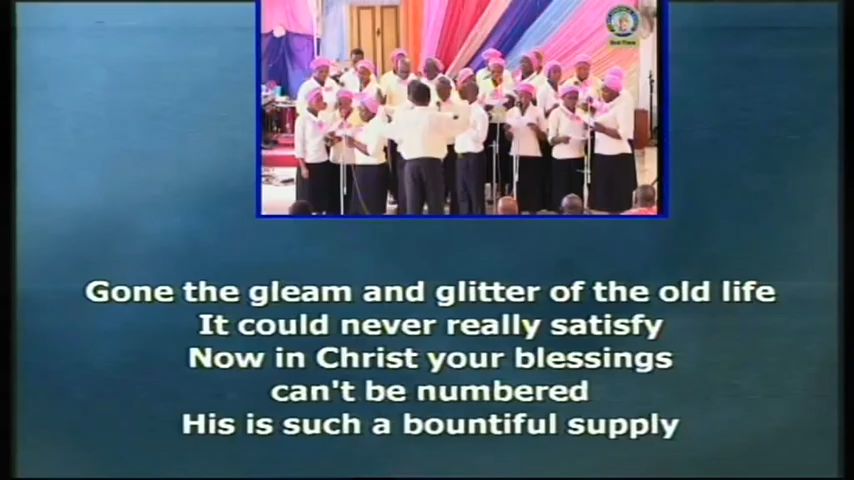 Gone the gleam and glitter of the old life
It could never really satisfy
Now in Christ your blessings
can't be numbered
His is such a bountiful supply